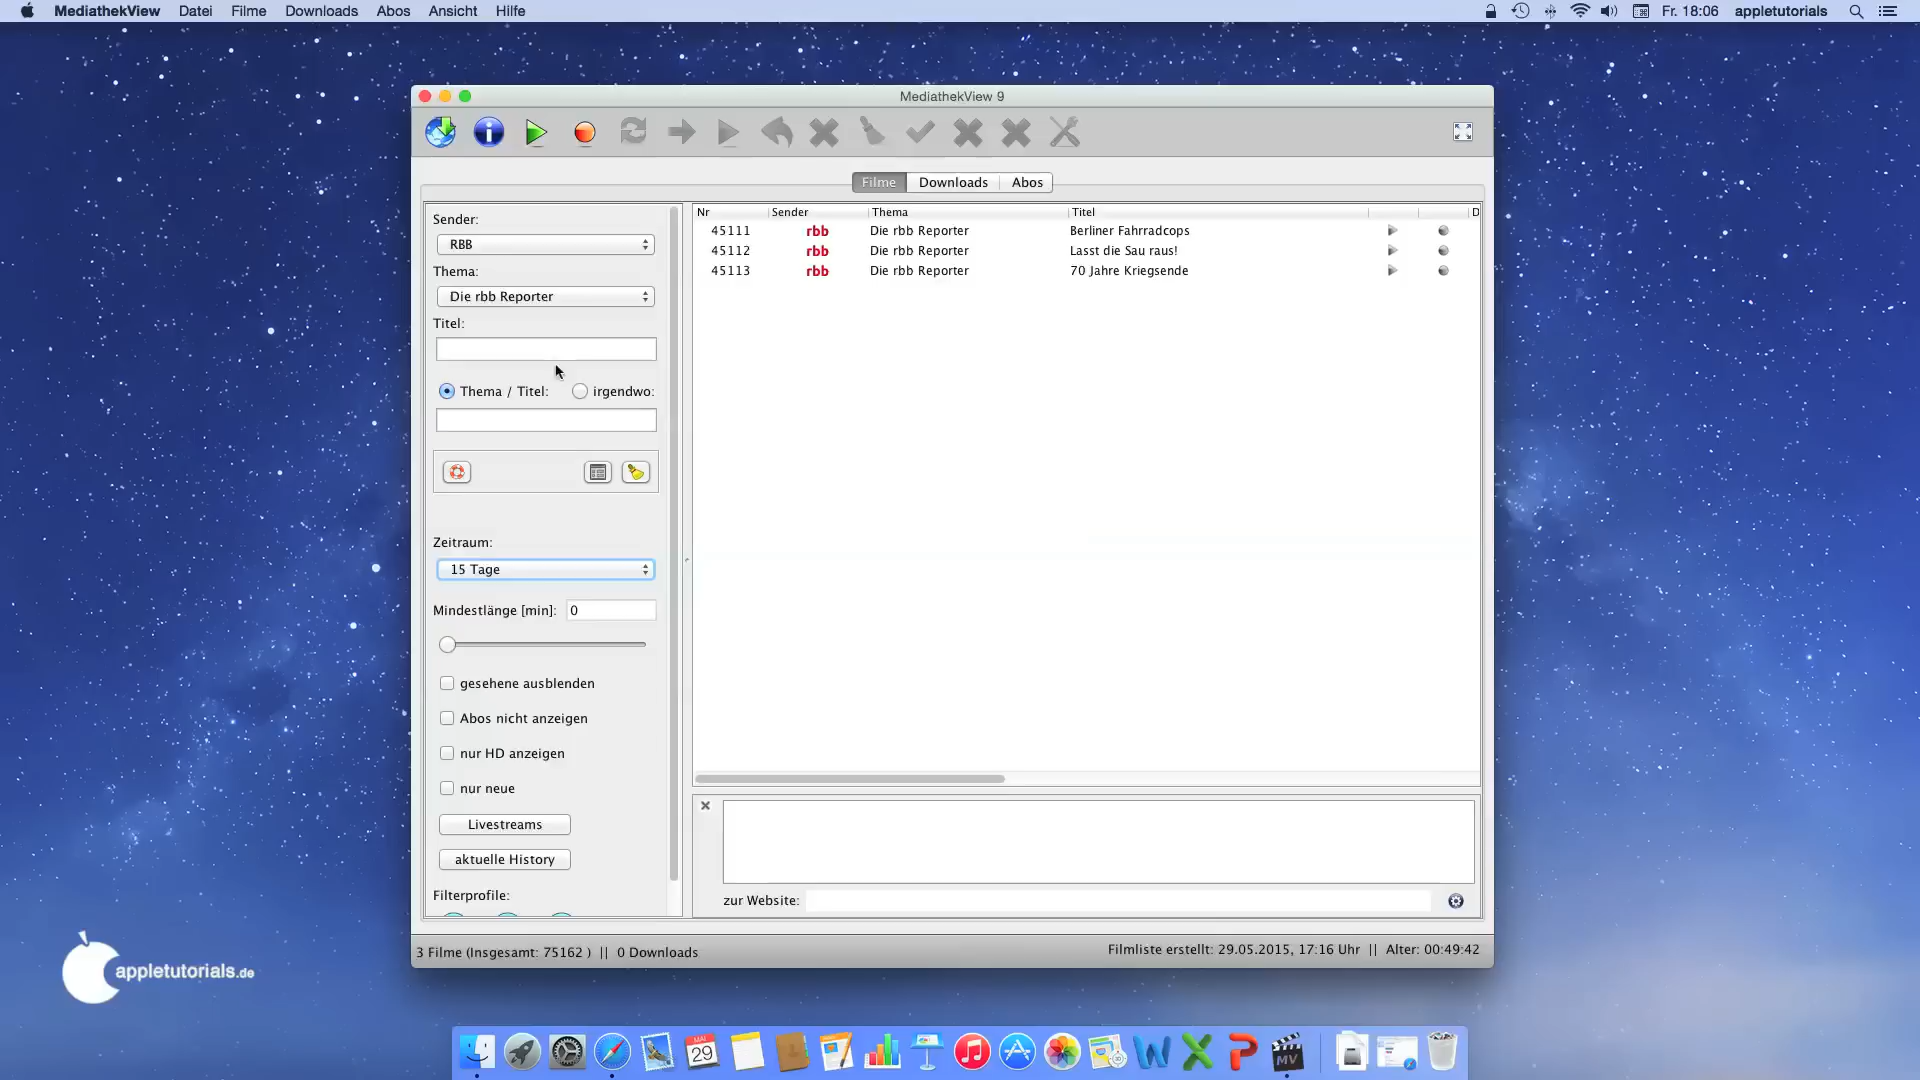 MediathekView Datei Filme Downloads Abos Ansicht Hilfe Fr. 18:06 appletutorials
MediathekView 9
Filme Downloads Abos
Sender:
RBB
Thema:
Die rbb Reporter
Titel:
Thema / Titel: irgendwo:
Zeitraum:
15 Tage
Mindestlänge [min]: 0
gesehene ausblenden
Abos nicht anzeigen
nur HD anzeigen
nur neue
Livestreams
aktuelle History
Filterprofile:
Nr Sender Thema Titel D
45111 rbb Die rbb Reporter Berliner Fahrradcops
45112 rbb Die rbb Reporter Lasst die Sau raus!
45113 rbb Die rbb Reporter 70 Jahre Kriegsende
zur Website:
3 Filme (Insgesamt: 75162 ) || 0 Downloads
Filmliste erstellt: 29.05.2015, 17:16 Uhr || Alter: 00:49:42
appletutorials.de
MAI
29
MV